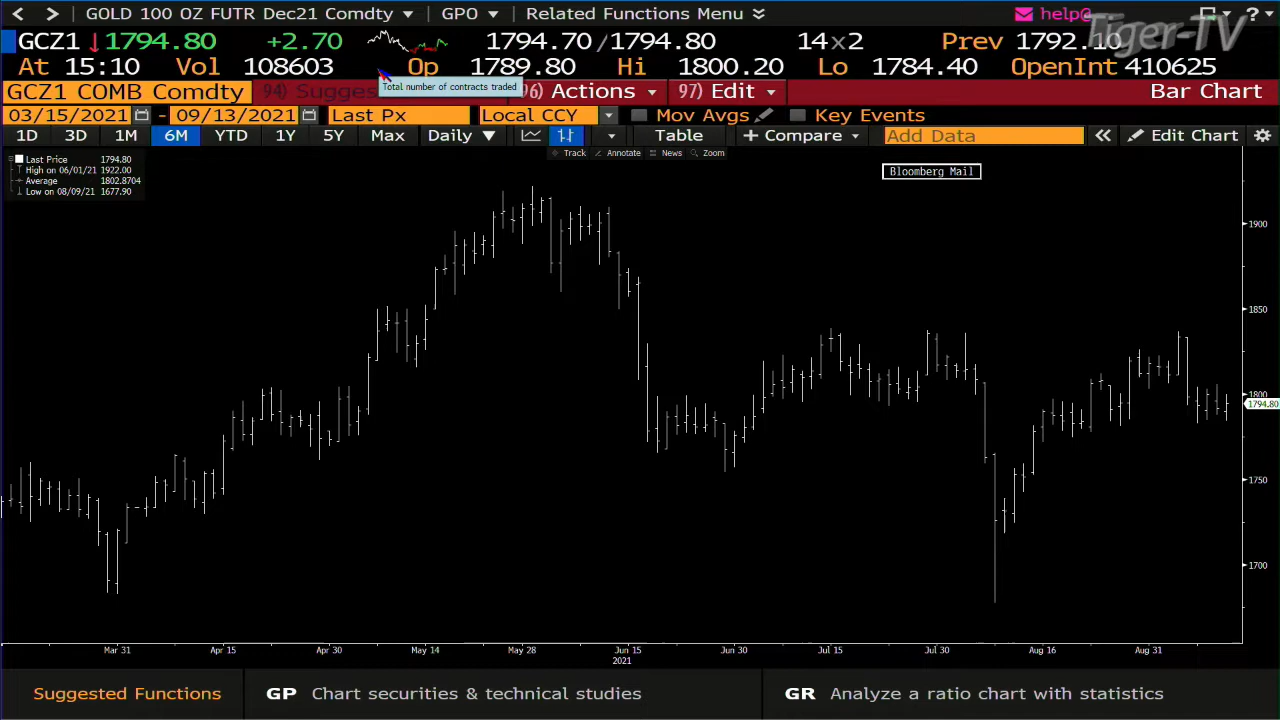 GOLD 100 OZ FUTR Dec21 Comdty GPO Related Functions Menu help@ ?
Tiger-TV
GCZ1 1794.80 +2.70 1794.70/1794.80 14x2 Prev 1792.10
At 15:10 Vol 108603 Op 1789.80 Hi 1800.20 Lo 1784.40 OpenInt 410625
Total number of contracts traded
GCZ1 COMB Comdty 94) Sugges 96) Actions 97) Edit Bar Chart
03/15/2021 - 09/13/2021 Last Px Local CCY Mov Avgs Key Events
1D 3D 1M 6M YTD 1Y 5Y Max Daily Table + Compare Add Data « Edit Chart
Track Annotate News Zoom
Last Price 1794.80
High on 06/01/21 1922.00
Average 1802.8704
Low on 08/09/21 1677.90
Bloomberg Mail
1900
1850
1800
1794.80
1750
1700
Mar 31 Apr 15 Apr 30 May 14 May 28 Jun 15 Jun 30 Jul 15 Jul 30 Aug 16 Aug 31
2021
Suggested Functions GP Chart securities & technical studies GR Analyze a ratio chart with statistics